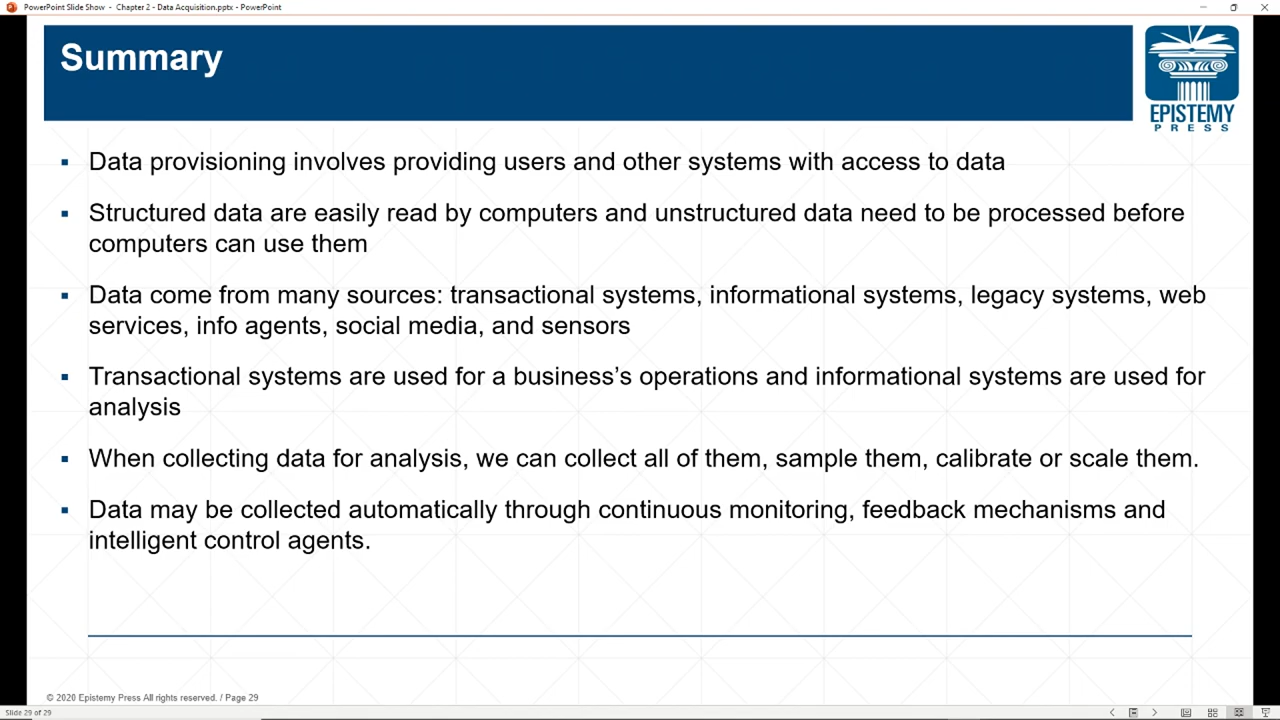 PowerPoint Slide Show - Chapter 2 - Data Acquisition.pptx - PowerPoint
Summary
EPISTEMY
PRESS
▪ Data provisioning involves providing users and other systems with access to data
▪ Structured data are easily read by computers and unstructured data need to be processed before
computers can use them
▪ Data come from many sources: transactional systems, informational systems, legacy systems, web
services, info agents, social media, and sensors
▪ Transactional systems are used for a business’s operations and informational systems are used for
analysis
▪ When collecting data for analysis, we can collect all of them, sample them, calibrate or scale them.
▪ Data may be collected automatically through continuous monitoring, feedback mechanisms and
intelligent control agents.
© 2020 Epistemy Press All rights reserved. / Page 29
Slide 29 of 29